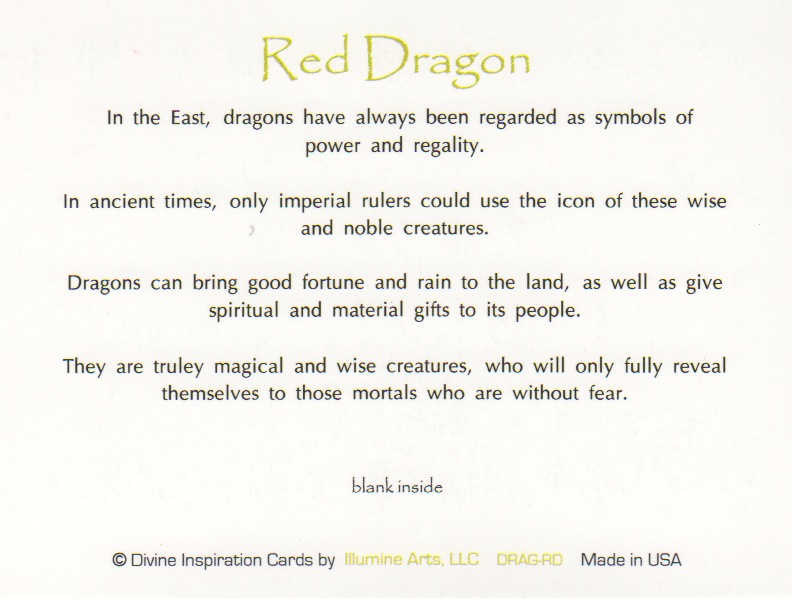 Red Dragon
In the East, dragons have always been regarded as symbols of
power and regality.
In ancient times, only imperial rulers could use the icon of these wise
and noble creatures.
Dragons can bring good fortune and rain to the land, as well as give
spiritual and material gifts to its people.
They are truley magical and wise creatures, who will only fully reveal
themselves to those mortals who are without fear.
blank inside
© Divine Inspiration Cards by Illumine Arts, LLC DRAG-RD Made in USA